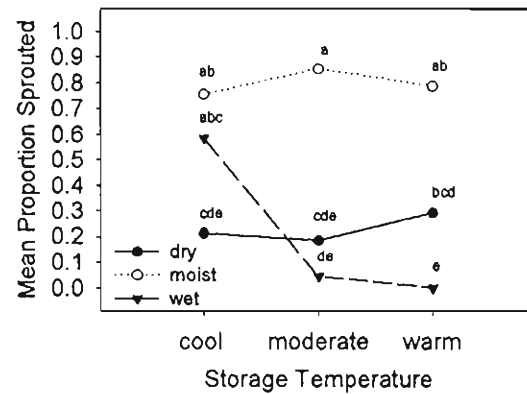 Mean Proportion Sprouted
1.0
0.9
0.8
0.7
0.6
0.5
0.4
0.3
0.2
0.1
0.0
ab
a
ab
abc
cde
cde
bcd
de
e
dry
moist
wet
cool moderate warm
Storage Temperature